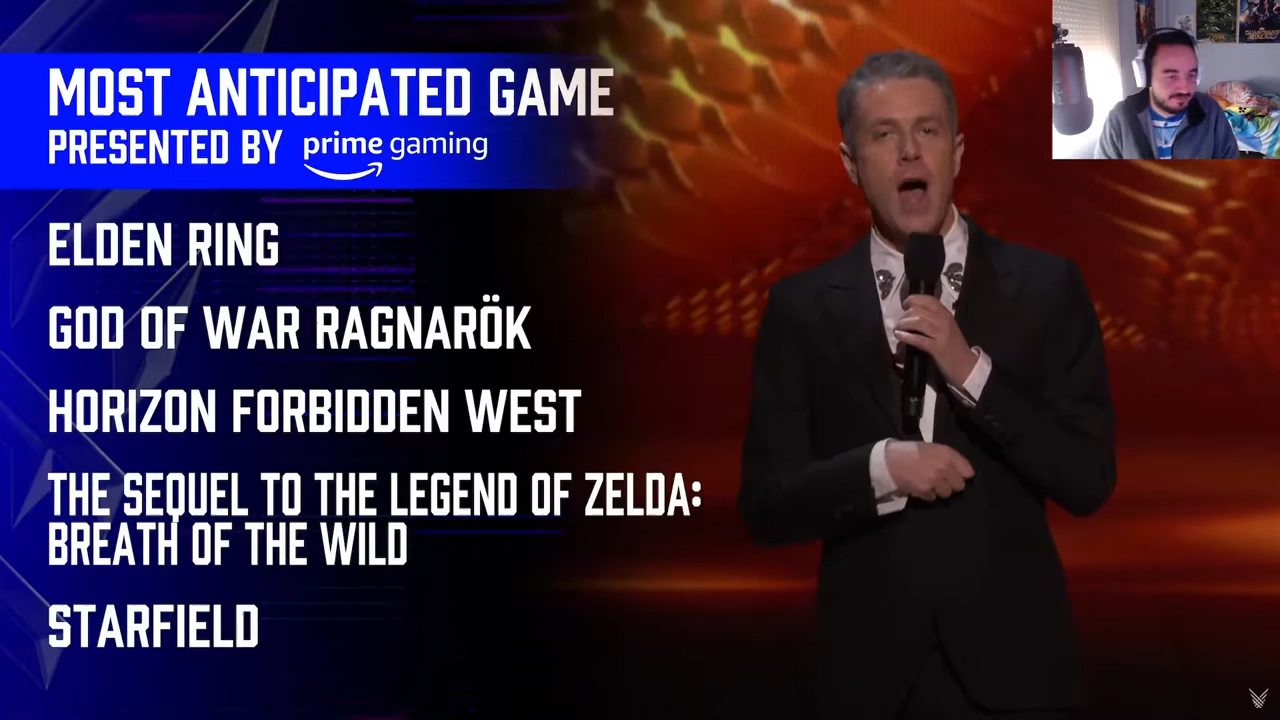 MOST ANTICIPATED GAME
PRESENTED BY prime gaming
ELDEN RING
GOD OF WAR RAGNARÖK
HORIZON FORBIDDEN WEST
THE SEQUEL TO THE LEGEND OF ZELDA:
BREATH OF THE WILD
STARFIELD